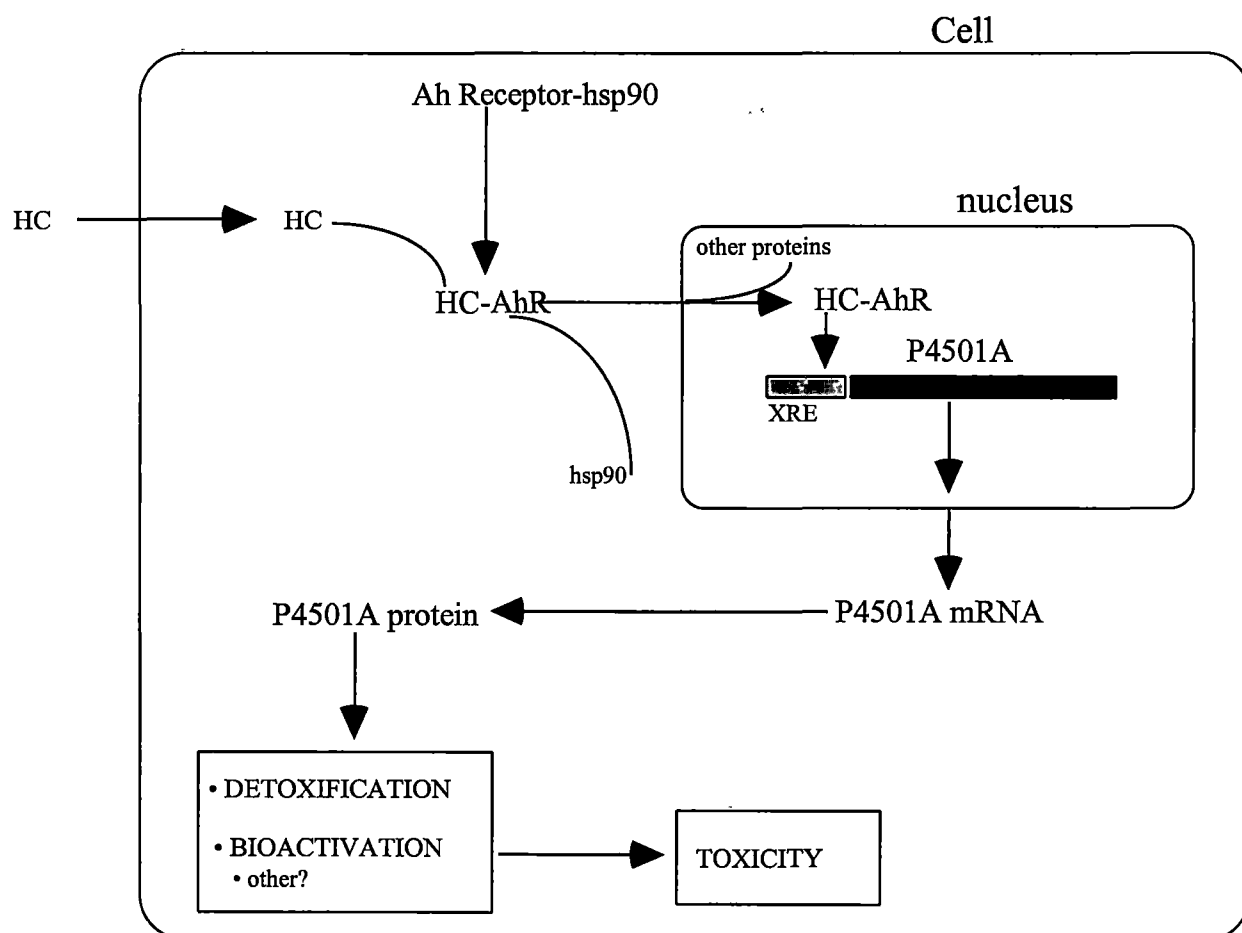 Cell
Ah Receptor-hsp90
HC
HC
nucleus
other proteins
HC-AhR
HC-AhR
P4501A
XRE
hsp90
P4501A protein
P4501A mRNA
• DETOXIFICATION
• BIOACTIVATION
• other?
TOXICITY